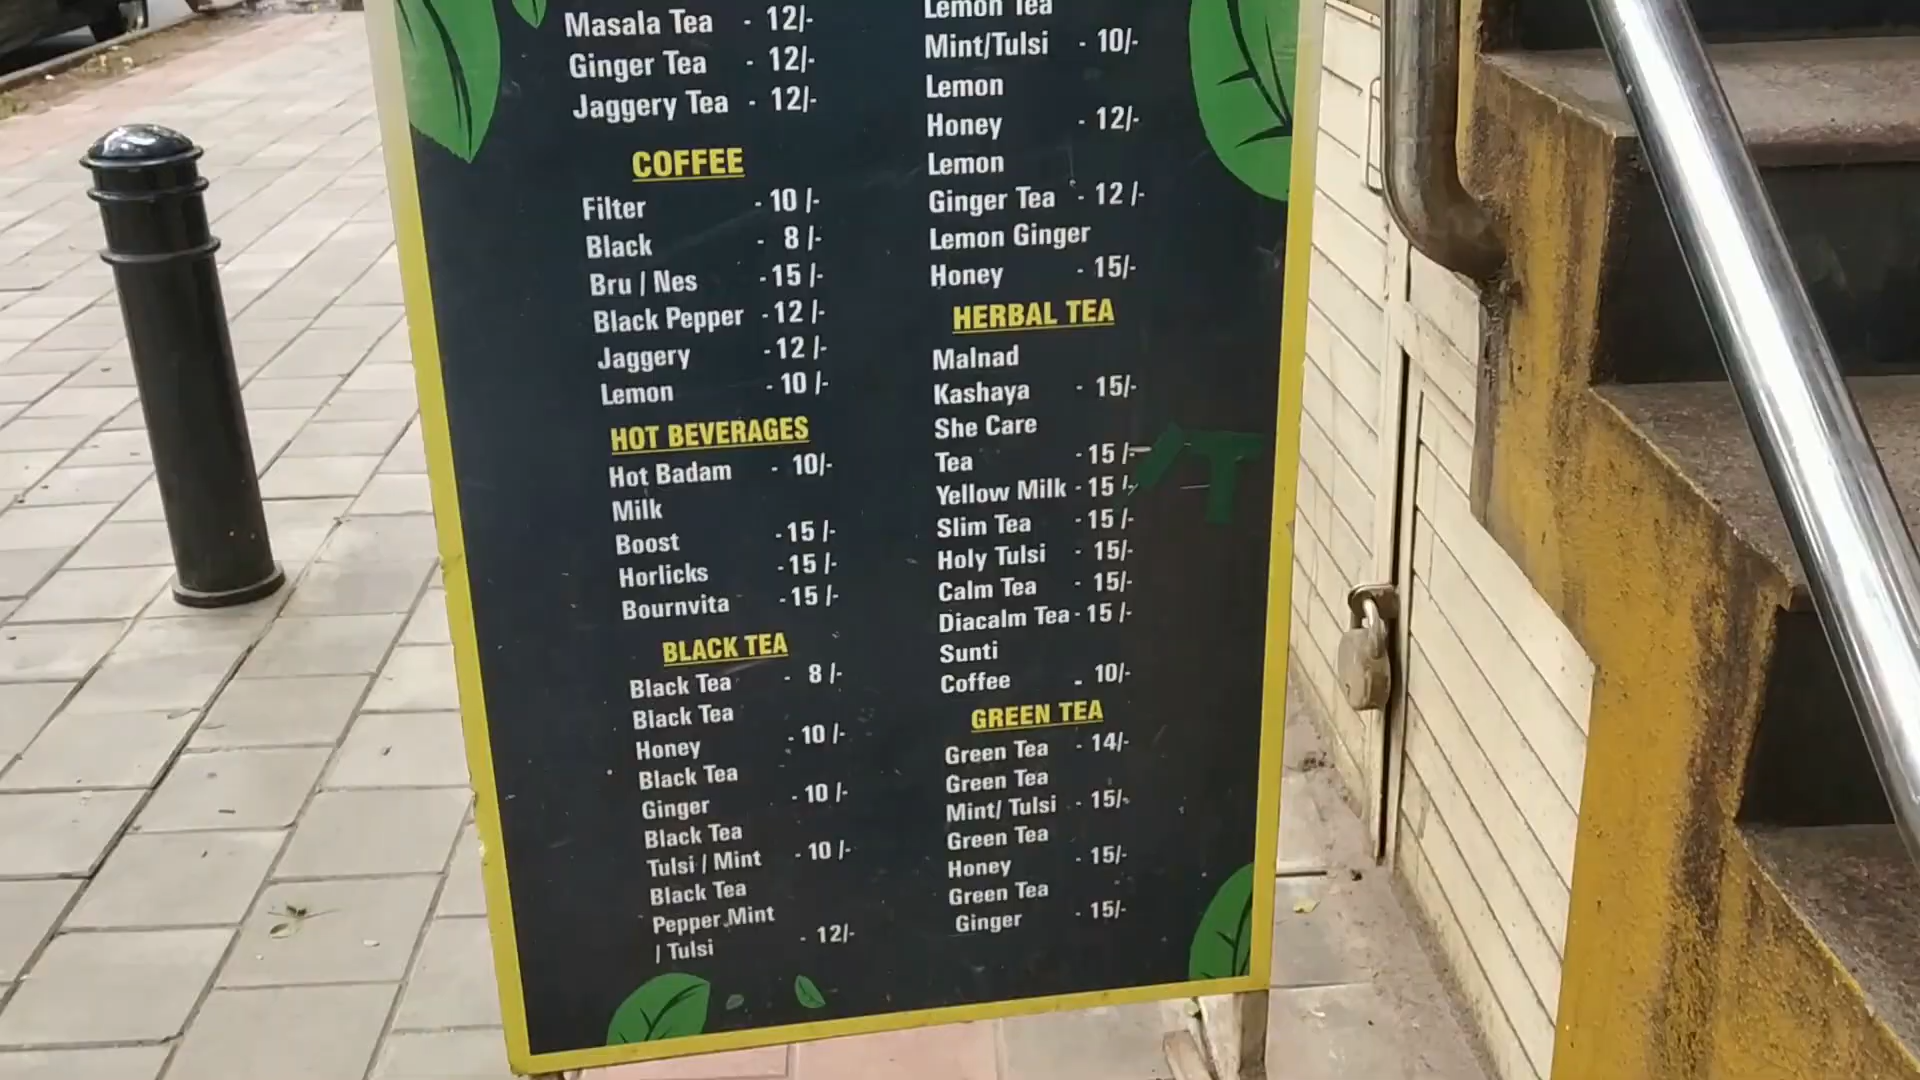 Masala Tea - 12/-
Ginger Tea - 12/-
Jaggery Tea - 12/-
COFFEE
Filter - 10 /-
Black - 8 /-
Bru / Nes - 15 /-
Black Pepper - 12 /-
Jaggery - 12 /-
Lemon - 10 /-
HOT BEVERAGES
Hot Badam - 10/-
Milk
Boost - 15 /-
Horlicks - 15 /-
Bournvita - 15 /-
BLACK TEA
Black Tea - 8 /-
Black Tea
Honey - 10 /-
Black Tea
Ginger - 10 /-
Black Tea
Tulsi / Mint - 10 /-
Black Tea
Pepper Mint
/ Tulsi - 12/-
Lemon Tea
Mint/Tulsi - 10/-
Lemon
Honey - 12/-
Lemon
Ginger Tea - 12 /-
Lemon Ginger
Honey - 15/-
HERBAL TEA
Malnad
Kashaya - 15/-
She Care
Tea - 15 /-
Yellow Milk - 15 /-
Slim Tea - 15 /-
Holy Tulsi - 15/-
Calm Tea - 15/-
Diacalm Tea - 15 /-
Sunti
Coffee - 10/-
GREEN TEA
Green Tea - 14/-
Green Tea
Mint/ Tulsi - 15/-
Green Tea
Honey - 15/-
Green Tea
Ginger - 15/-